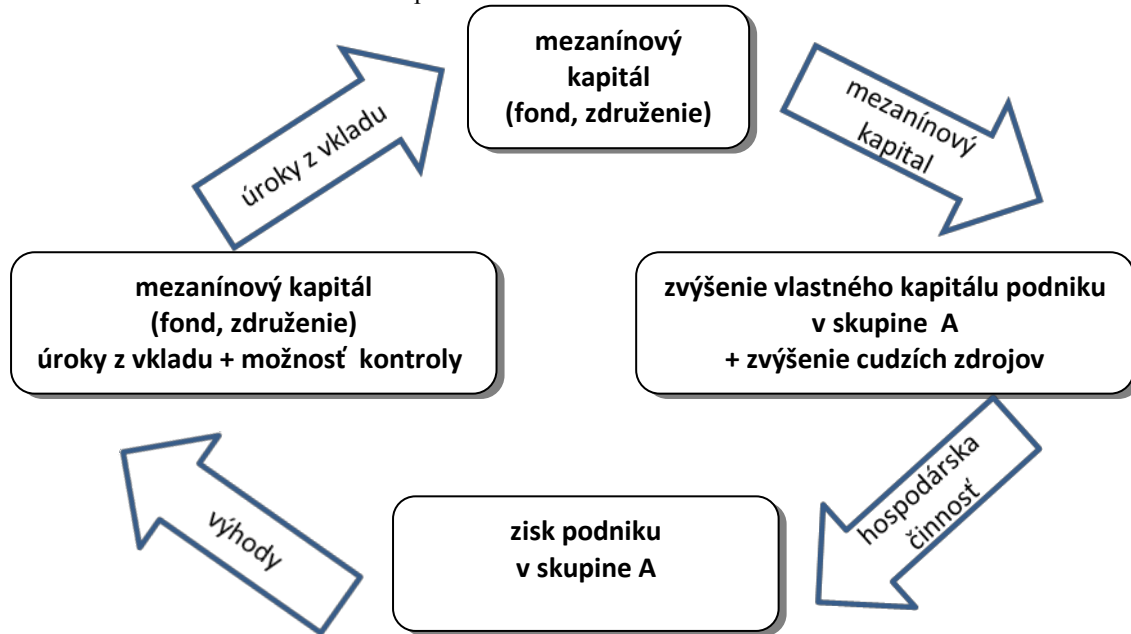 mezanínový
kapitál
(fond, združenie)
mezanínový
kapital
zvýšenie vlastného kapitálu podniku
v skupine A
+ zvýšenie cudzích zdrojov
hospodárska
činnosť
zisk podniku
v skupine A
výhody
mezanínový kapitál
(fond, združenie)
úroky z vkladu + možnosť kontroly
úroky z vkladu